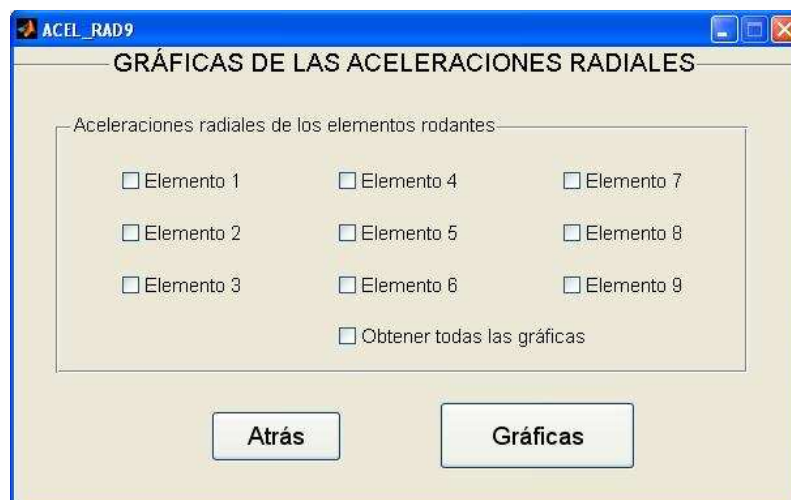 ACEL_RAD9
GRÁFICAS DE LAS ACELERACIONES RADIALES
Aceleraciones radiales de los elementos rodantes
Elemento 1 Elemento 4 Elemento 7
Elemento 2 Elemento 5 Elemento 8
Elemento 3 Elemento 6 Elemento 9
Obtener todas las gráficas
Atrás Gráficas